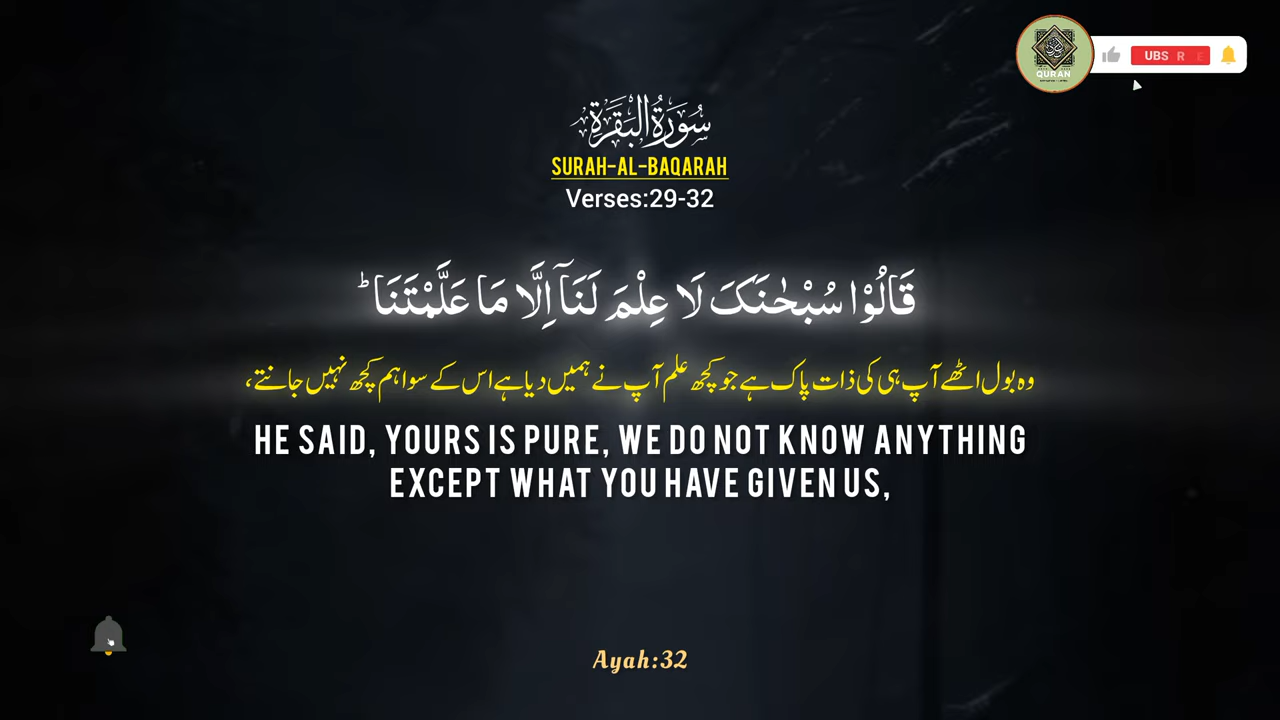 QURAN
UBS R E
سُورَةُ البَقَرَةِ
SURAH-AL-BAQARAH
Verses:29-32
قَالُوْا سُبْحٰنَکَ لَا عِلْمَ لَنَاۤ اِلَّا مَا عَلَّمْتَنَا ؕ
وہ بول اٹھے آپ ہی کی ذات پاک ہے جو کچھ علم آپ نے ہمیں دیا ہے اس کے سوا ہم کچھ نہیں جانتے،
HE SAID, YOURS IS PURE, WE DO NOT KNOW ANYTHING
EXCEPT WHAT YOU HAVE GIVEN US,
Ayah:32